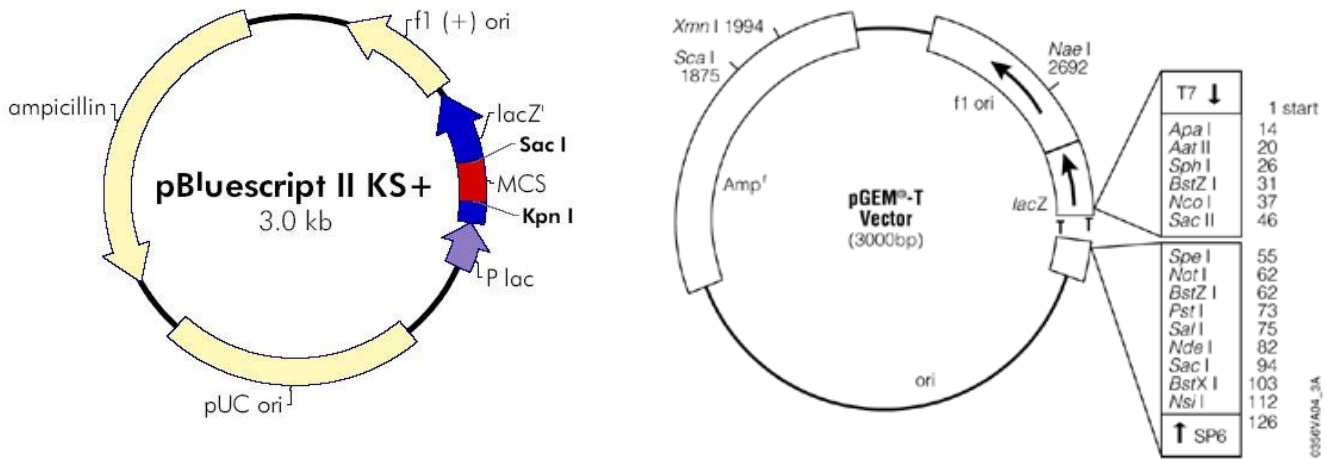 f1 (+) ori
ampicillin
lacZ'
Sac I
pBluescript II KS+
MCS
3.0 kb
Kpn I
P lac
pUC ori
Xmn I 1994
Sca I
1875
Nae I
2692
f1 ori
Ampr
pGEM®-T
Vector
(3000bp)
lacZ
T T
ori
T7 ↓
1 start
Apa I 14
Aat II 20
Sph I 26
BstZ I 31
Nco I 37
Sac II 46
Spe I 55
Not I 62
BstZ I 62
Pst I 73
Sal I 75
Nde I 82
Sac I 94
BstX I 103
Nsi I 112
126
↑ SP6
0356VA04_3A